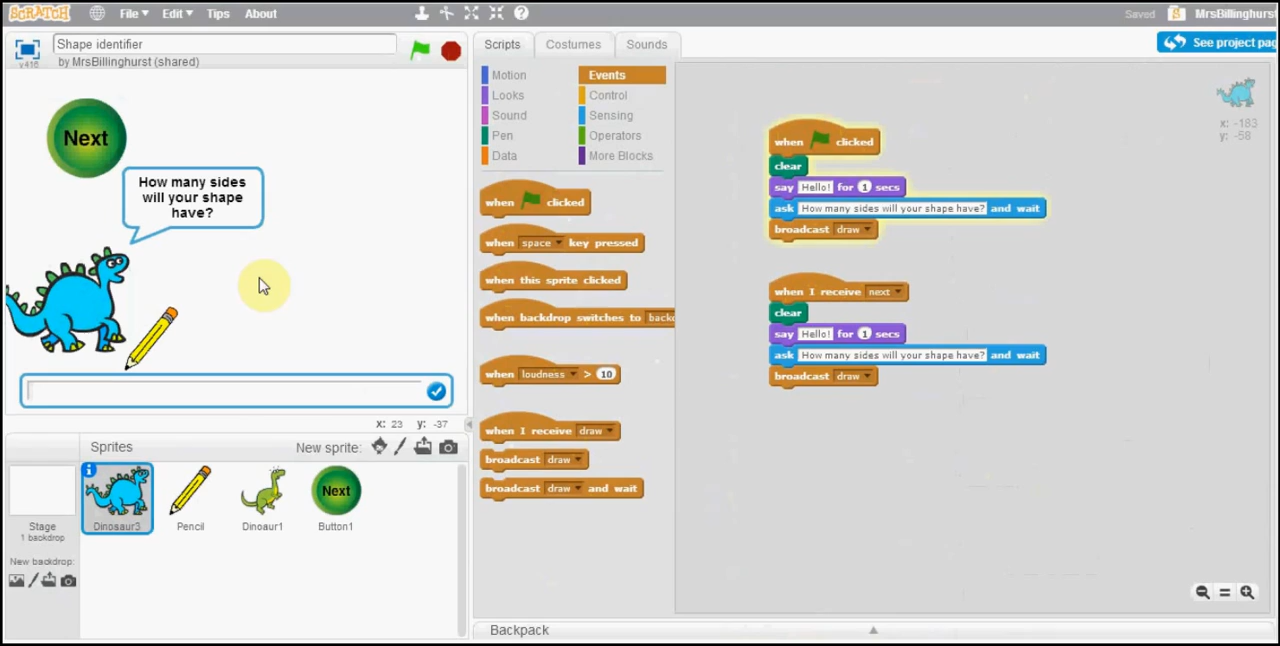 SCRATCH File Edit Tips About Saved MrsBillinghurst
y416 Shape identifier
by MrsBillinghurst (shared)
Scripts Costumes Sounds
See project pag
Motion Events
Looks Control
Sound Sensing
Pen Operators
Data More Blocks
Next
How many sides
will your shape
have?
x: 23 y: -37
Sprites New sprite:
Stage
1 backdrop
New backdrop:
Dinosaur3
Pencil
Dinoaur1
Next
Button1
when clicked
when space key pressed
when this sprite clicked
when backdrop switches to back
when loudness > 10
when I receive draw
broadcast draw
broadcast draw and wait
when clicked
clear
say Hello! for 1 secs
ask How many sides will your shape have? and wait
broadcast draw
when I receive next
clear
say Hello! for 1 secs
ask How many sides will your shape have? and wait
broadcast draw
x: -183
y: -58
Backpack